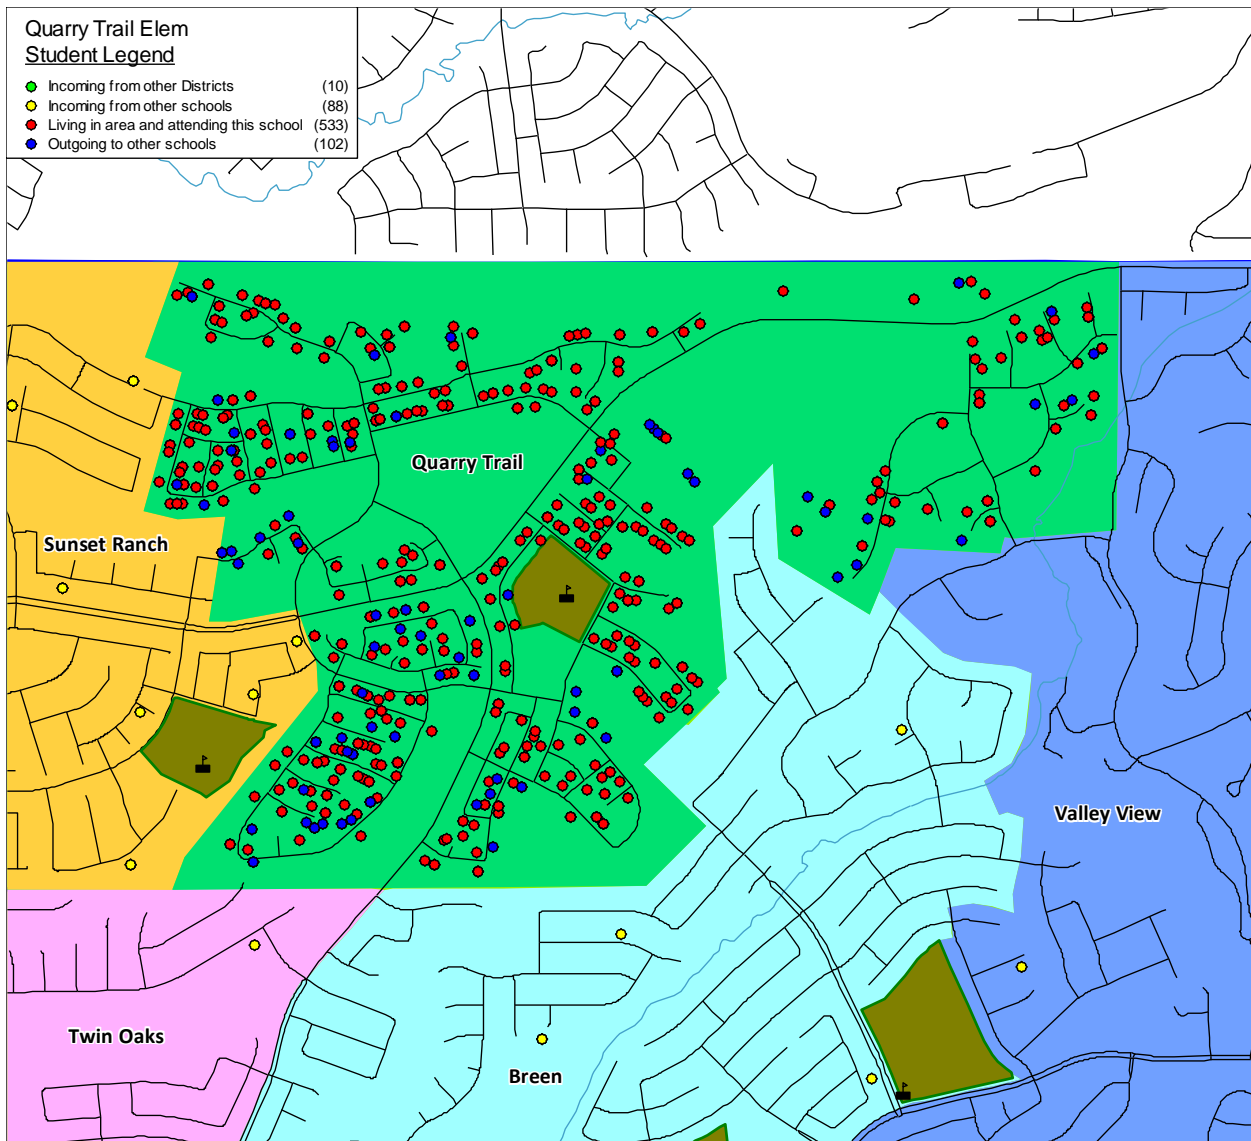 Quarry Trail Elem
Student Legend
Incoming from other Districts (10)
Incoming from other schools (88)
Living in area and attending this school (533)
Outgoing to other schools (102)
Quarry Trail
Sunset Ranch
Valley View
Twin Oaks
Breen